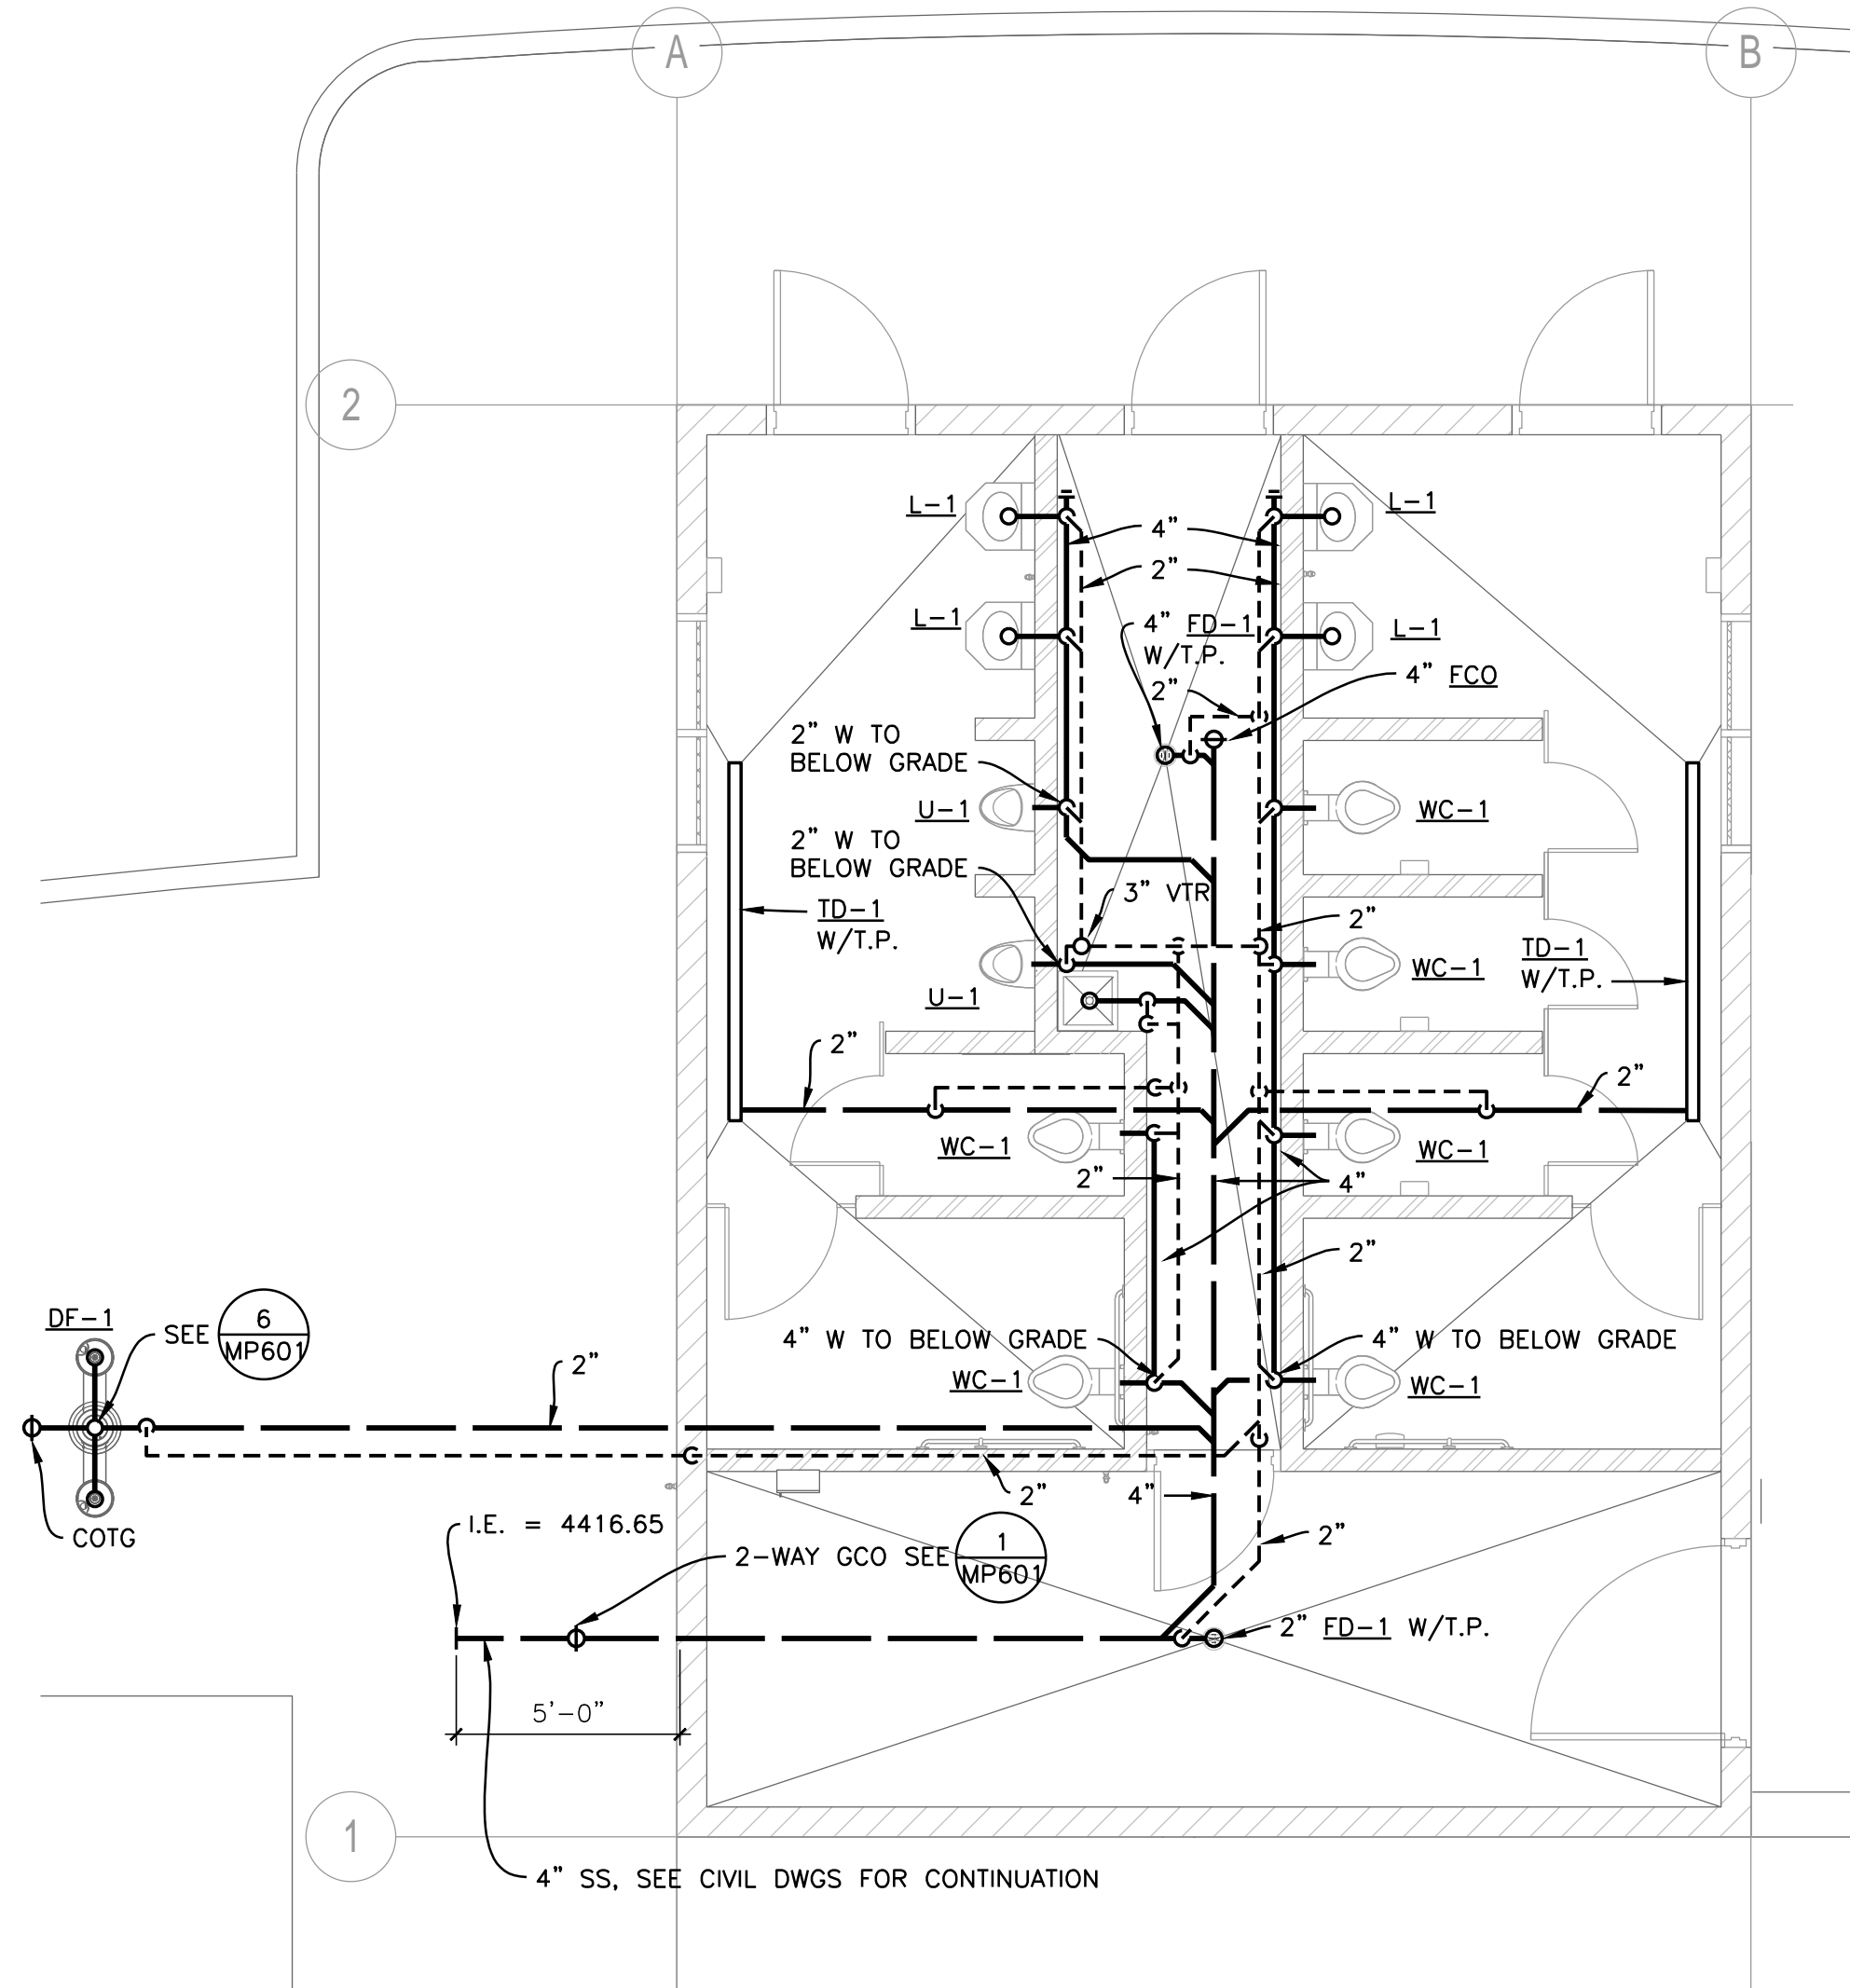 A
B
2
L-1
L-1
4”
2”
L-1
L-1
4” FD-1
W/T.P.
4” FCO
2”
2” W TO
BELOW GRADE
U-1
WC-1
2” W TO
BELOW GRADE
3” VTR
TD-1
W/T.P.
2”
TD-1
W/T.P.
WC-1
U-1
2”
2”
WC-1
WC-1
2”
4”
2”
DF-1
SEE
6
MP601
4” W TO BELOW GRADE
4” W TO BELOW GRADE
2”
WC-1
WC-1
2”
4”
COTG
I.E. = 4416.65
2-WAY GCO SEE
1
MP601
2”
2” FD-1 W/T.P.
5'-0”
1
4” SS, SEE CIVIL DWGS FOR CONTINUATION